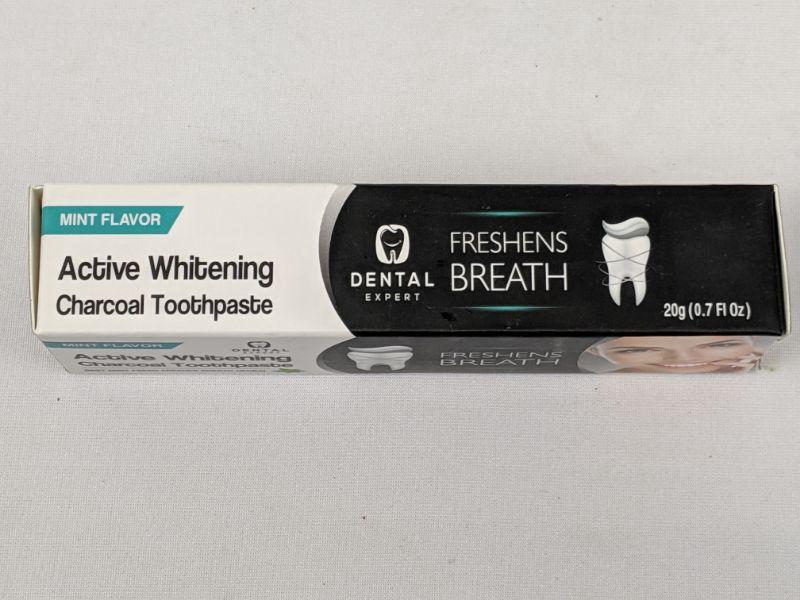 MINT FLAVOR
Active Whitening
Charcoal Toothpaste
DENTAL
EXPERT
FRESHENS
BREATH
20g (0.7 Fl Oz)
MINT FLAVOR
Active Whitening
Charcoal Toothpaste
DENTAL
FRESHENS
BREATH